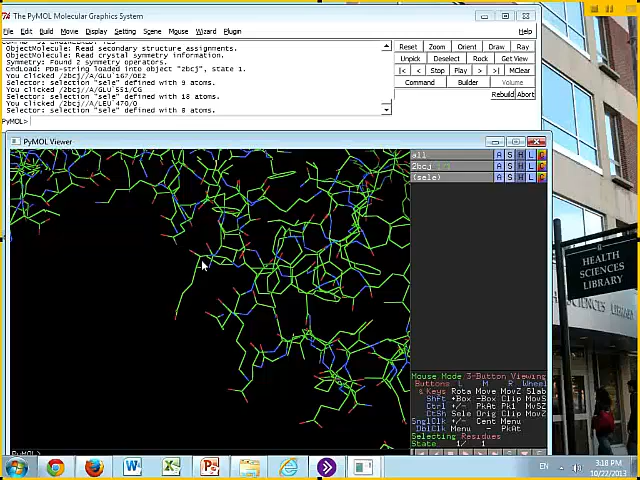 The PyMOL Molecular Graphics System
File Edit Build Movie Display Setting Scene Mouse Wizard Plugin Help
ObjectMolecule: Read secondary structure assignments.
ObjectMolecule: Read crystal symmetry information.
Symmetry: Found 2 symmetry operators.
CmdLoad: PDB-string loaded into object "2bcj", state 1.
You clicked /2bcj//A/GLU`167/OE2
Selector: selection "sele" defined with 9 atoms.
You clicked /2bcj//A/GLU`551/CG
Selector: selection "sele" defined with 18 atoms.
You clicked /2bcj//A/LEU`470/O
Selector: selection "sele" defined with 8 atoms.
PyMOL>
Reset Zoom Orient Draw Ray
Unpick Deselect Rock Get View
|< < Stop Play > >| MClear
Command Builder Volume
Rebuild Abort
PyMOL Viewer
all A S H L C
2bcj 1/1 A S H L C
(sele) A S H L C
HEALTH
SCIENCES
LIBRARY
Mouse Mode 3-Button Viewing
Buttons L M R Wheel
& Keys Rota Move MovZ Slab
Shft +Box -Box Clip MovS
Ctrl +/- PkAt Pk1 MvSZ
CtSh Sele Orig Clip MovZ
SnglClk +/- Cent Menu
DblClk Menu - PkAt
Selecting Residues
State 1/ 1
EN
3:18 PM
10/22/2013